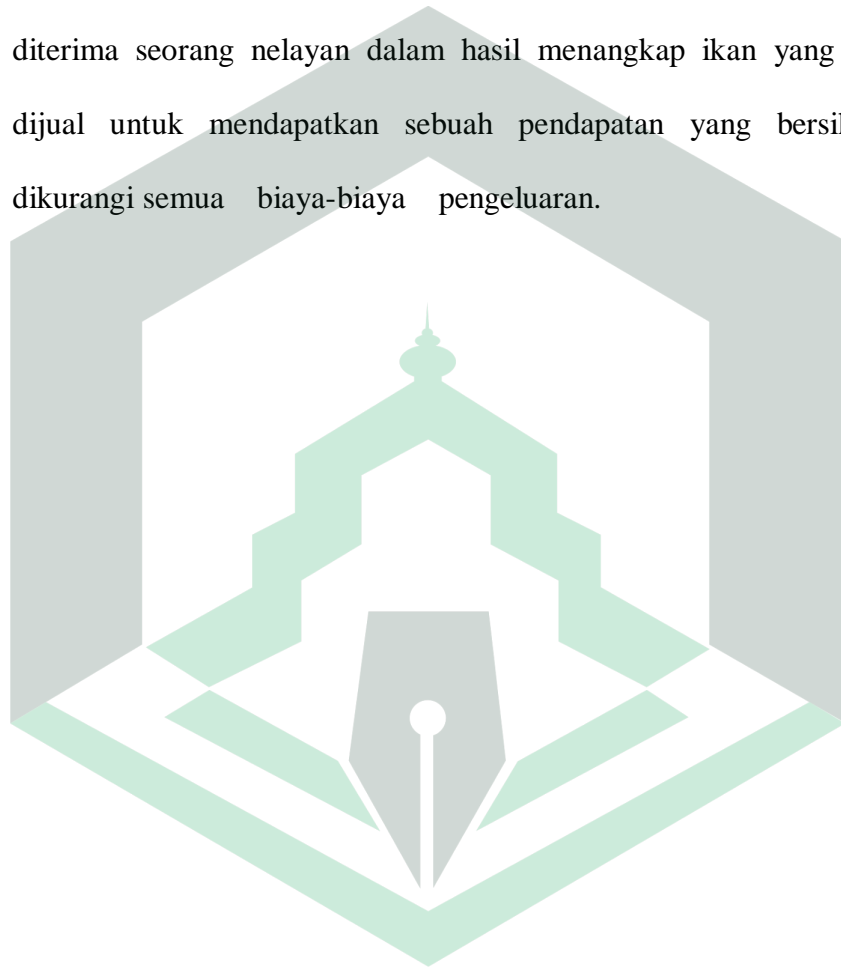 diterima seorang nelayan dalam hasil menangkap ikan yang
dijual untuk mendapatkan sebuah pendapatan yang
dikurangi semua biaya-biaya pengeluaran.